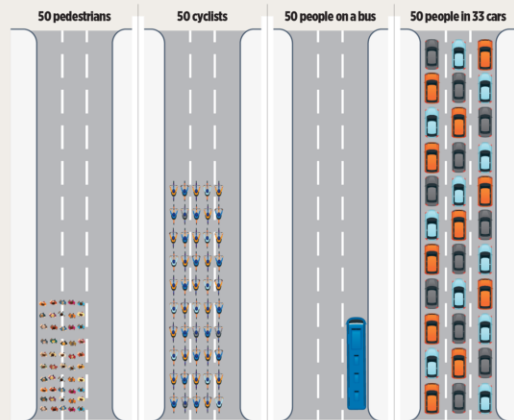 50 pedestrians
50 cyclists
50 people on a bus
50 people in 33 cars